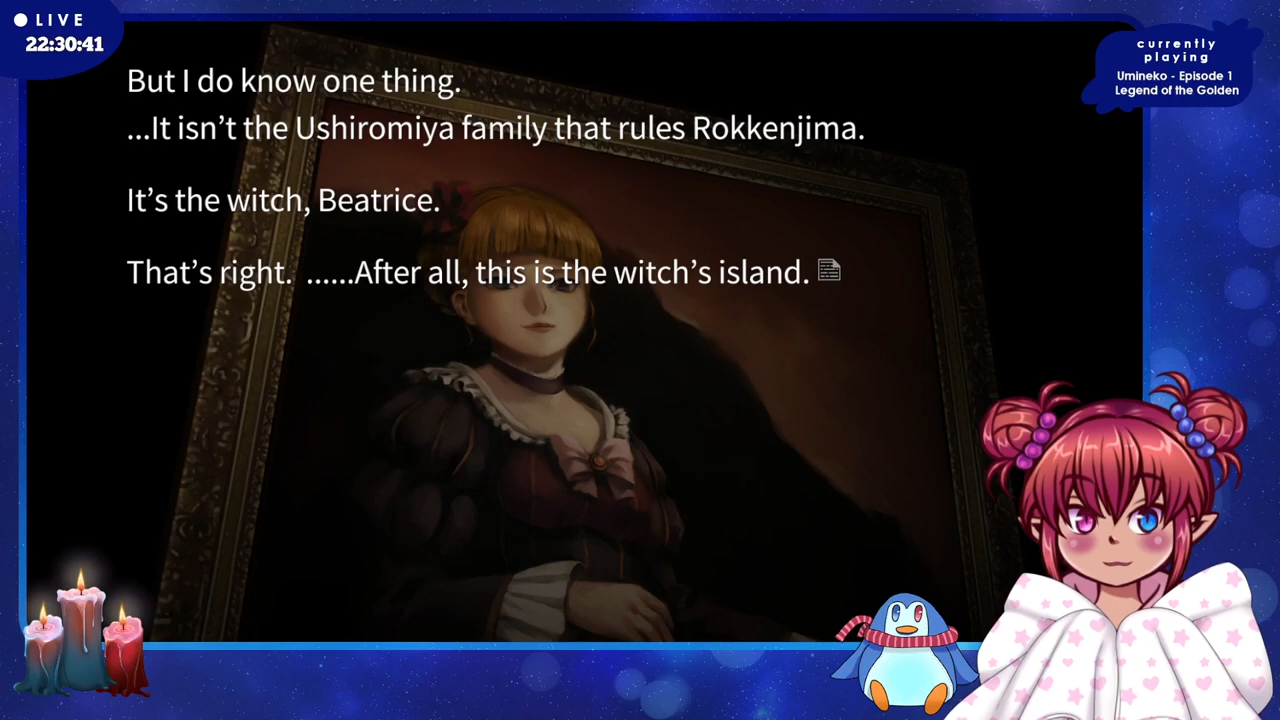 LIVE
22:30:41
currently
playing
Umineko - Episode 1
Legend of the Golden
But I do know one thing.
...It isn’t the Ushiromiya family that rules Rokkenjima.
It’s the witch, Beatrice.
That’s right. ......After all, this is the witch’s island.